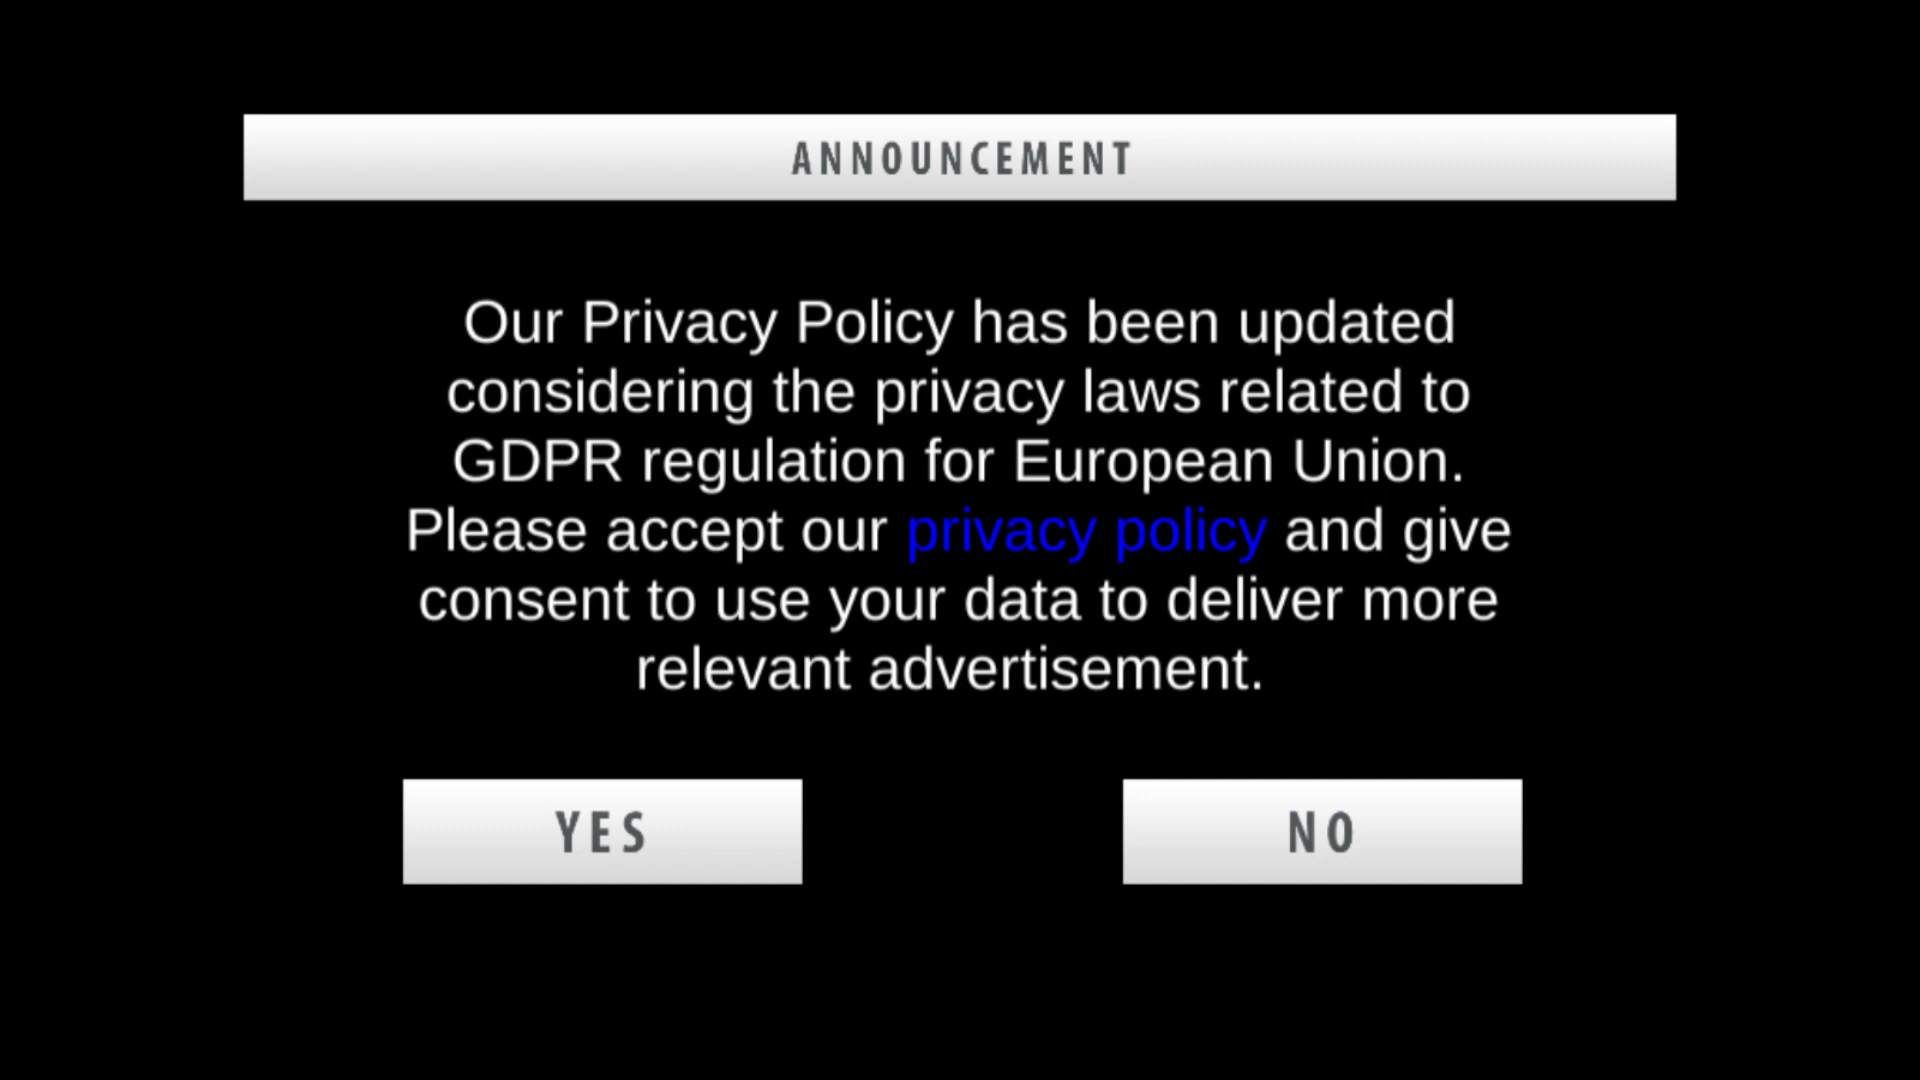 ANNOUNCEMENT
Our Privacy Policy has been updated
considering the privacy laws related to
GDPR regulation for European Union.
Please accept our privacy policy and give
consent to use your data to deliver more
relevant advertisement.
YES
NO